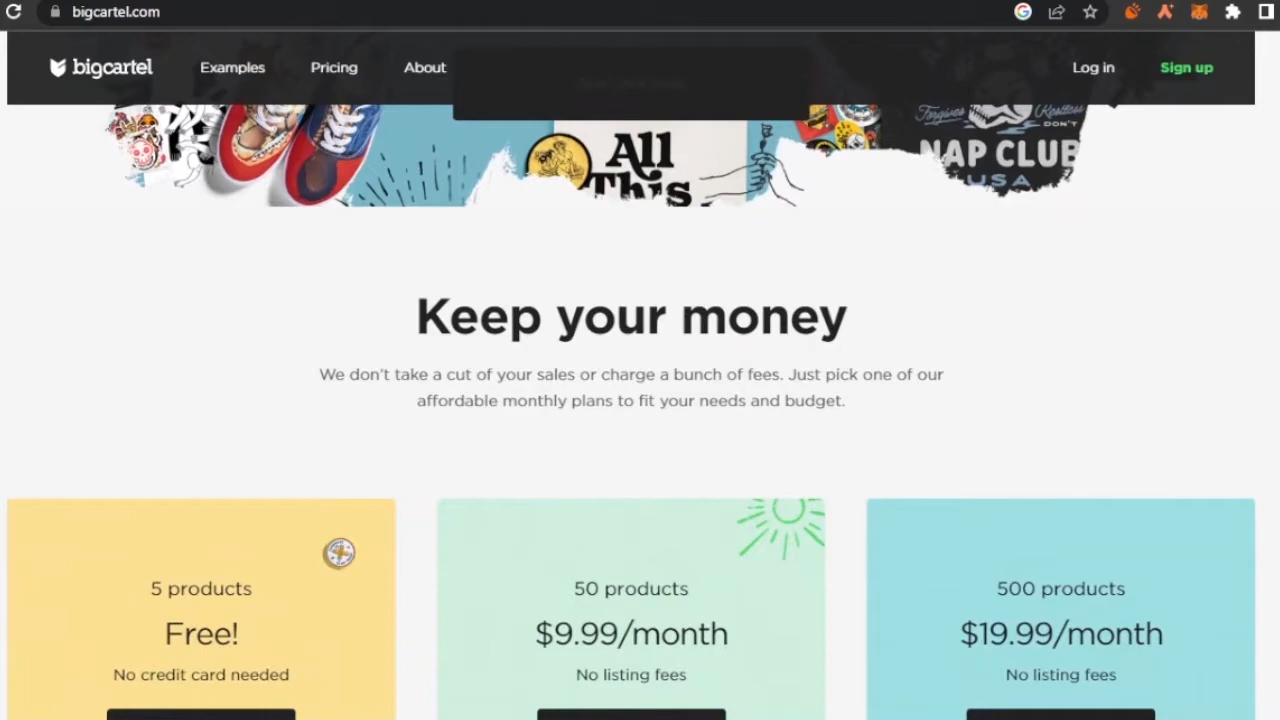 bigcartel.com
bigcartel
Examples
Pricing
About
Log in
Sign up
All
This
Forgives
Restless
DON'T
NAP CLUB
USA
Keep your money
We don't take a cut of your sales or charge a bunch of fees. Just pick one of our
affordable monthly plans to fit your needs and budget.
5 products
Free!
No credit card needed
50 products
$9.99/month
No listing fees
500 products
$19.99/month
No listing fees